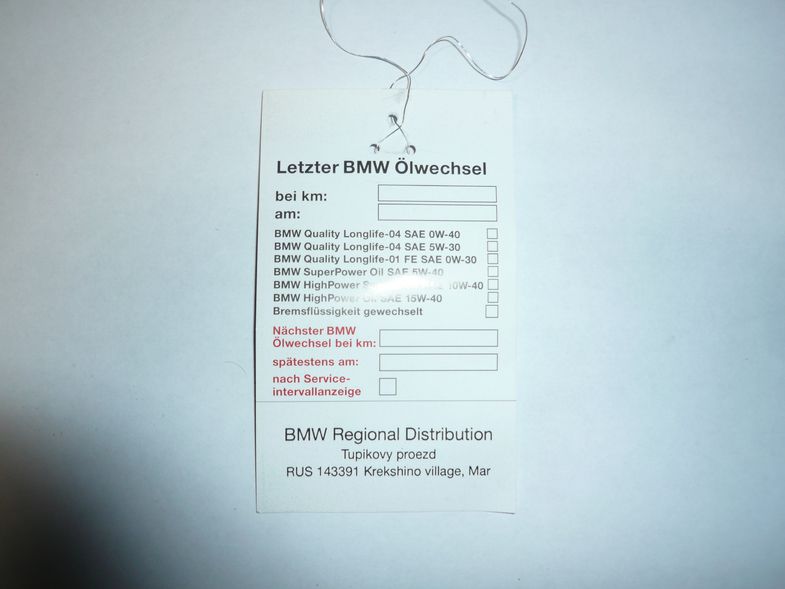 Letzter BMW Ölwechsel
bei km:
am:
BMW Quality Longlife-04 SAE 0W-40
BMW Quality Longlife-04 SAE 5W-30
BMW Quality Longlife-01 FE SAE 0W-30
BMW SuperPower Oil SAE 5W-40
BMW HighPower 10W-40
BMW HighPower Oil SAE 15W-40
Bremsflüssigkeit gewechselt
Nächster BMW
Ölwechsel bei km:
spätestens am:
nach Service-
intervallanzeige
BMW Regional Distribution
Tupikovy proezd
RUS 143391 Krekshino village, Mar